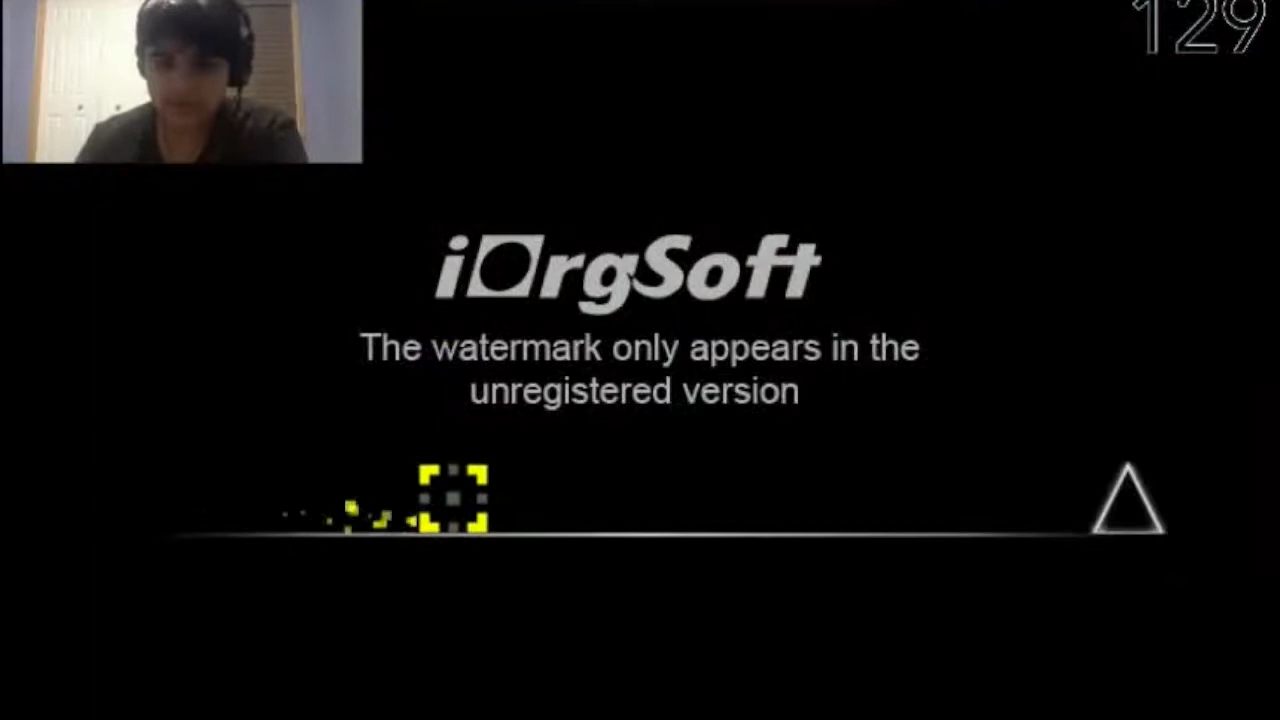 129
iOrgSoft
The watermark only appears in the
unregistered version